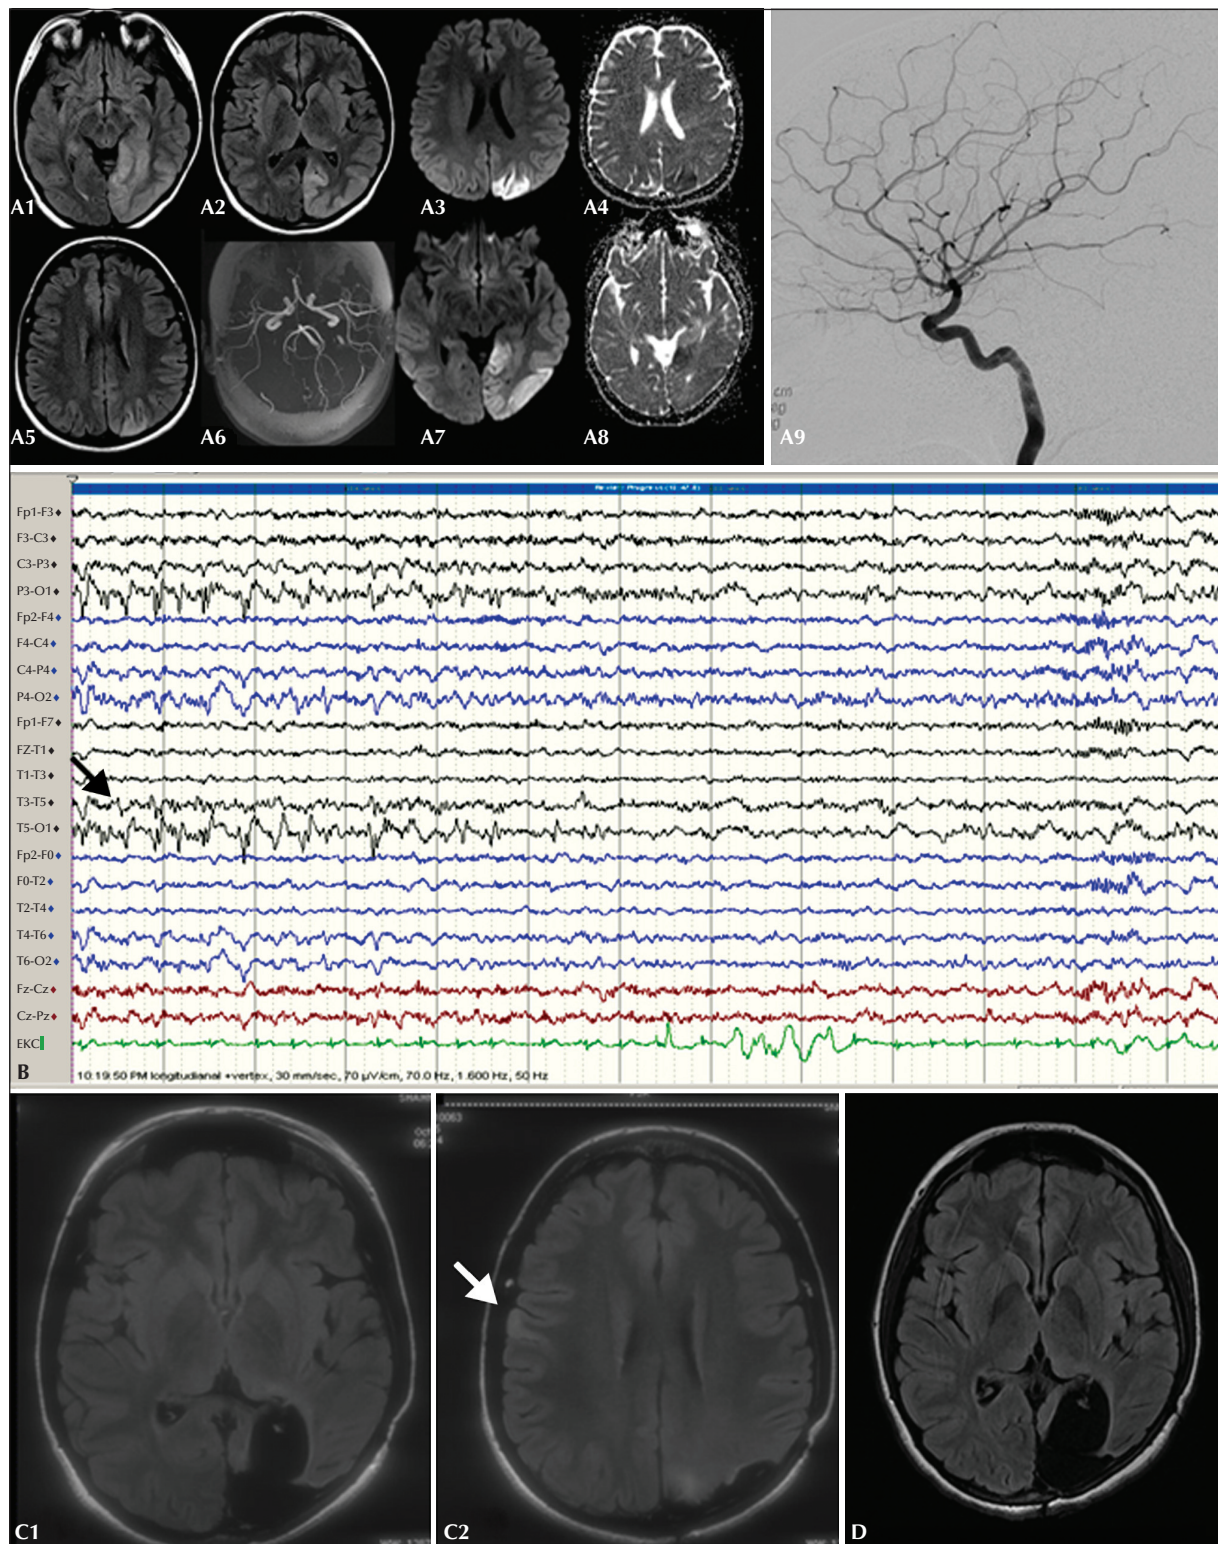 A1
A2
A3
A4
A5
A6
A7
A8
cm
A9
Fp1-F3
F3-C3
C3-P3
P3-O1
Fp2-F4
F4-C4
C4-P4
P4-O2
Fp1-F7
FZ-T1
T1-T3
T3-T5
T5-O1
Fp2-F0
F0-T2
T2-T4
T4-T6
T6-O2
Fz-Cz
Cz-Pz
EKC
B
10:19:50 PM longitudianal +vertex, 30 mm/sec, 70 µV/cm, 70.0 Hz, 1.600 Hz, 50 Hz
C1
C2
D